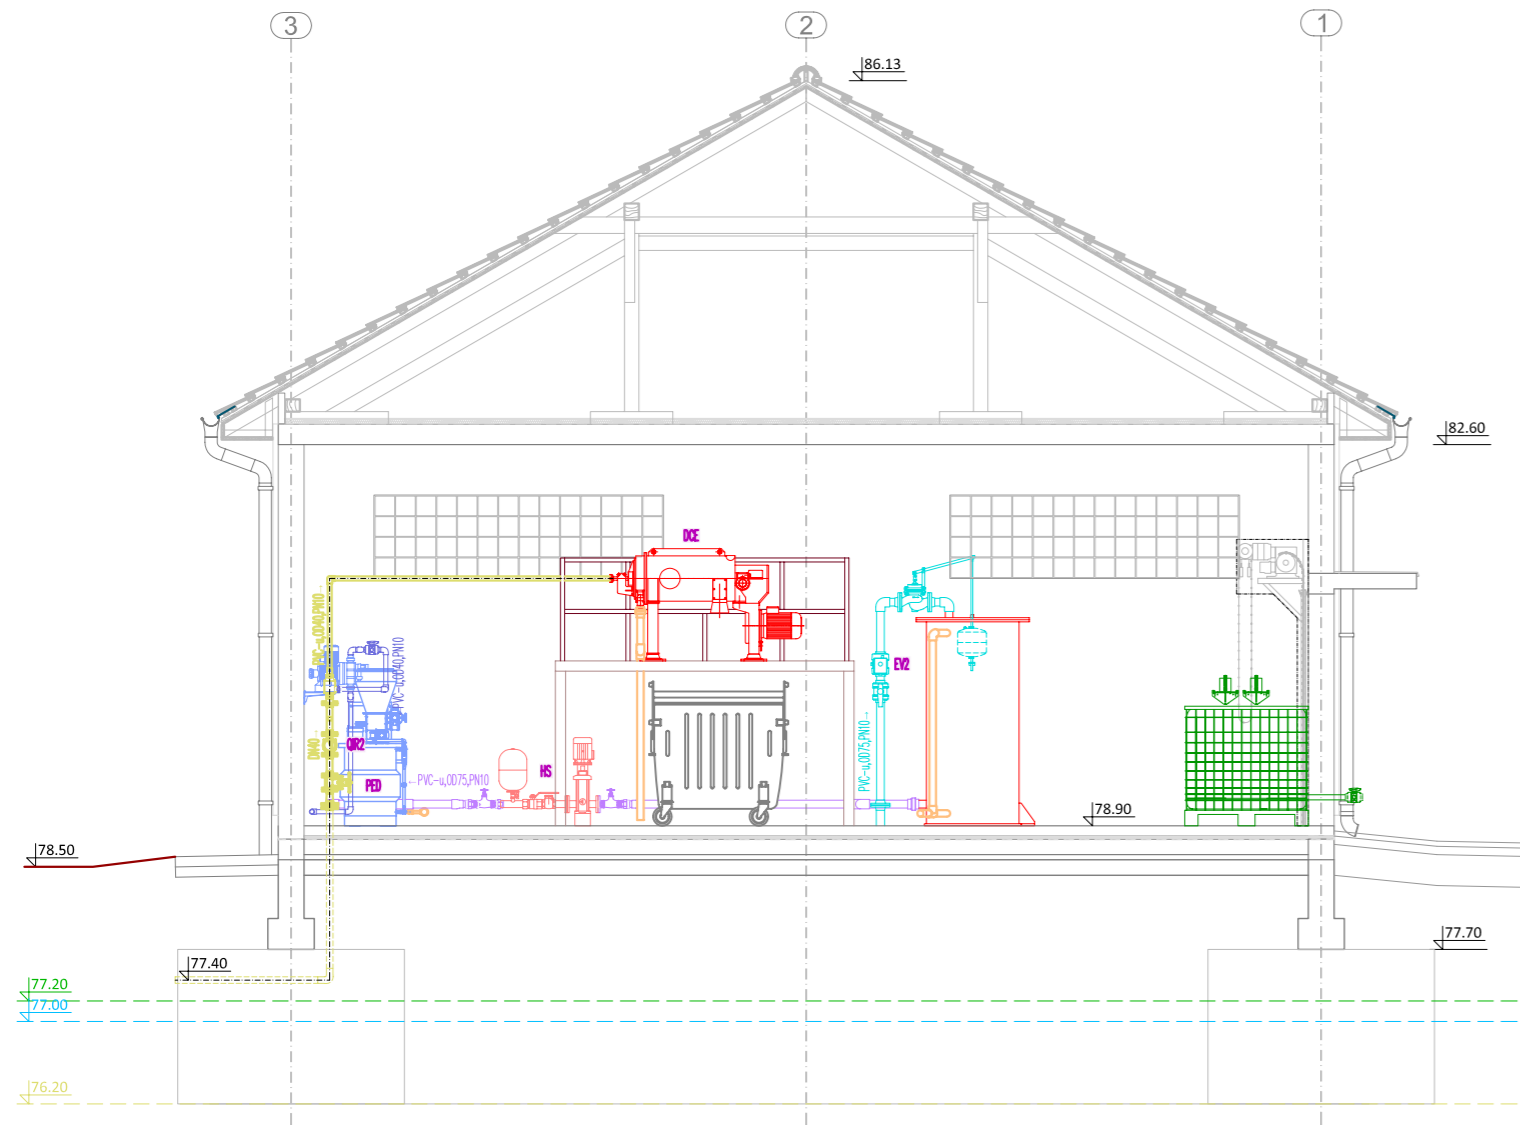 3
2
1
86.13
82.60
DCE
PVC-u,OD40,PN10→
PVC-u,OD40,PN10
EV2
PVC-u,OD75,PN10→
DN40→
QIR2
PED
←PVC-u,OD75,PN10
HS
78.90
78.50
77.40
77.70
77.20
77.00
76.20